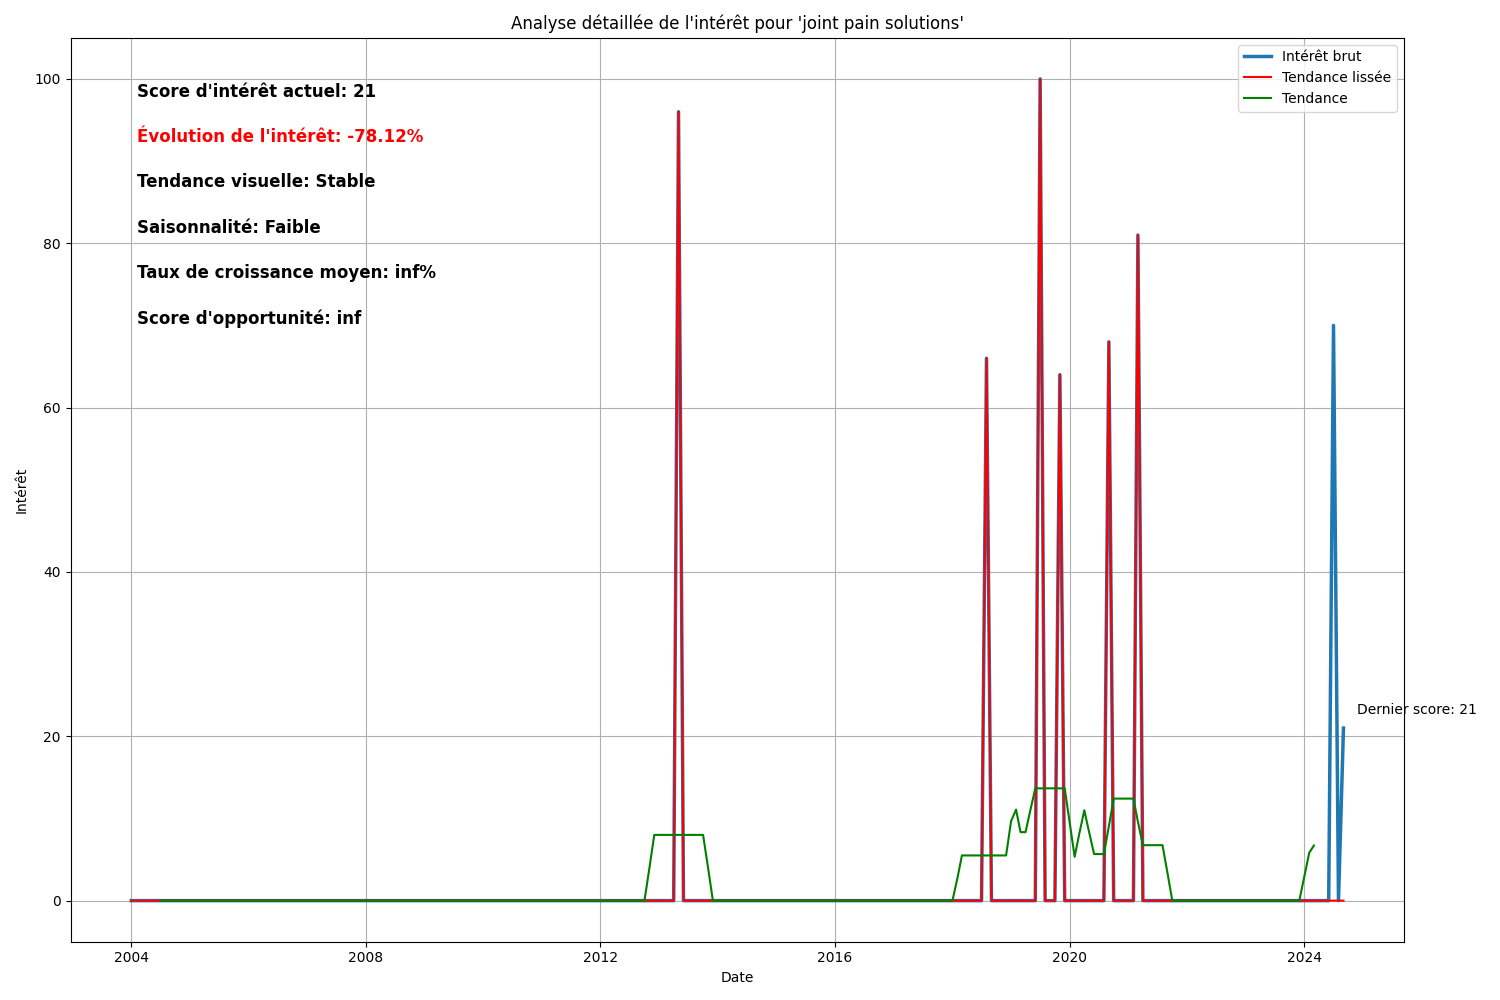 Analyse détaillée de l'intérêt pour 'joint pain solutions'
Intérêt brut
Tendance lissée
Tendance
Score d'intérêt actuel: 21
Évolution de l'intérêt: -78.12%
Tendance visuelle: Stable
Saisonnalité: Faible
Taux de croissance moyen: inf%
Score d'opportunité: inf
Dernier score: 21
Intérêt
100
80
60
40
20
0
2004
2008
2012
2016
2020
2024
Date